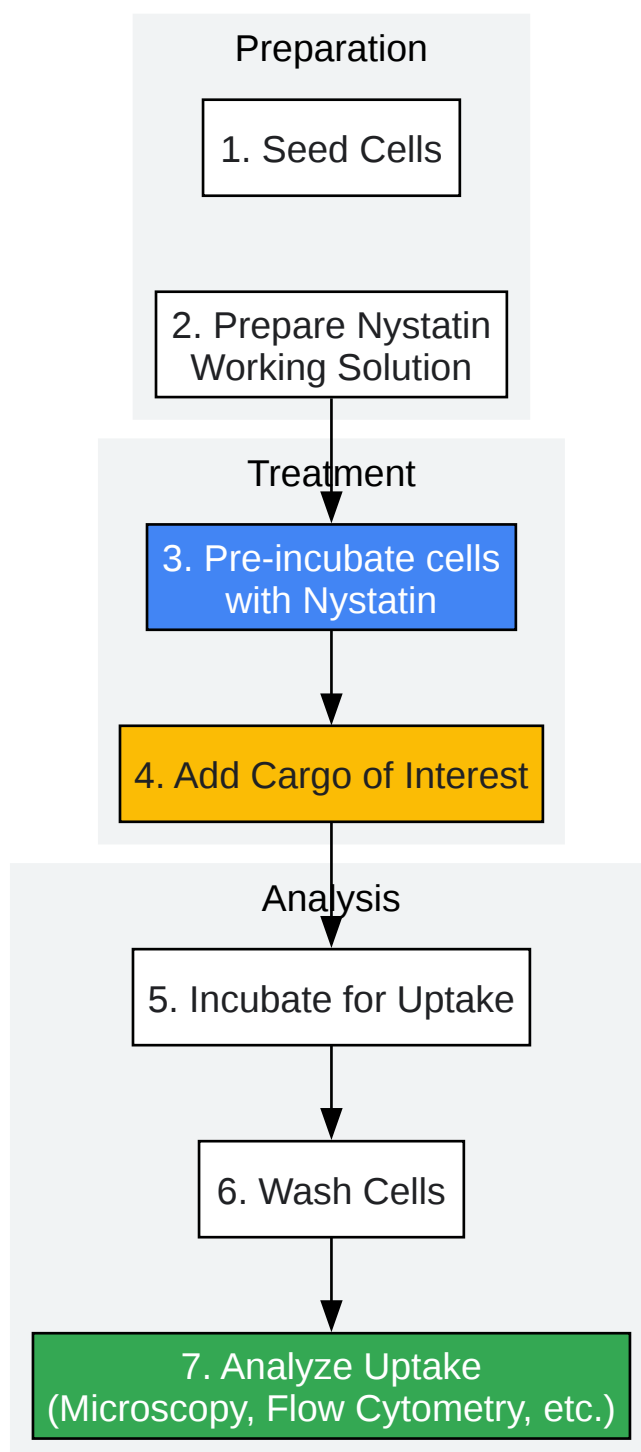 Preparation
1. Seed Cells
2. Prepare Nystatin
Working Solution
Treatment
3. Pre-incubate cells
with Nystatin
4. Add Cargo of Interest
Analysis
5. Incubate for Uptake
6. Wash Cells
7. Analyze Uptake
(Microscopy, Flow Cytometry, etc.)